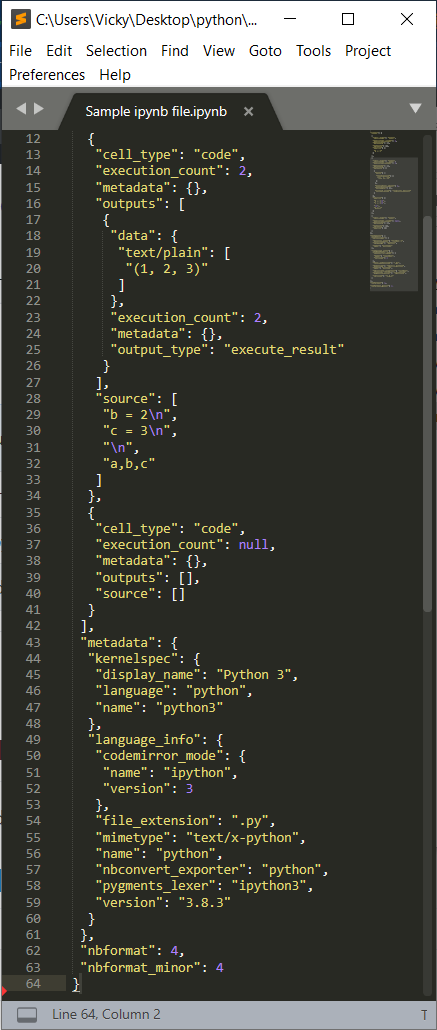 C:\Users\Vicky\Desktop\python\...
File Edit Selection Find View Goto Tools Project
Preferences Help
Sample ipynb file.ipynb
12 {
13 "cell_type": "code",
14 "execution_count": 2,
15 "metadata": {},
16 "outputs": [
17 {
18 "data": {
19 "text/plain": [
20 "(1, 2, 3)"
21 ]
22 },
23 "execution_count": 2,
24 "metadata": {},
25 "output_type": "execute_result"
26 }
27 ],
28 "source": [
29 "b = 2\n",
30 "c = 3\n",
31 "\n",
32 "a,b,c"
33 ]
34 },
35 {
36 "cell_type": "code",
37 "execution_count": null,
38 "metadata": {},
39 "outputs": [],
40 "source": []
41 }
42 ],
43 "metadata": {
44 "kernelspec": {
45 "display_name": "Python 3",
46 "language": "python",
47 "name": "python3"
48 },
49 "language_info": {
50 "codemirror_mode": {
51 "name": "ipython",
52 "version": 3
53 },
54 "file_extension": ".py",
55 "mimetype": "text/x-python",
56 "name": "python",
57 "nbconvert_exporter": "python",
58 "pygments_lexer": "ipython3",
59 "version": "3.8.3"
60 }
61 },
62 "nbformat": 4,
63 "nbformat_minor": 4
64 }
Line 64, Column 2 T